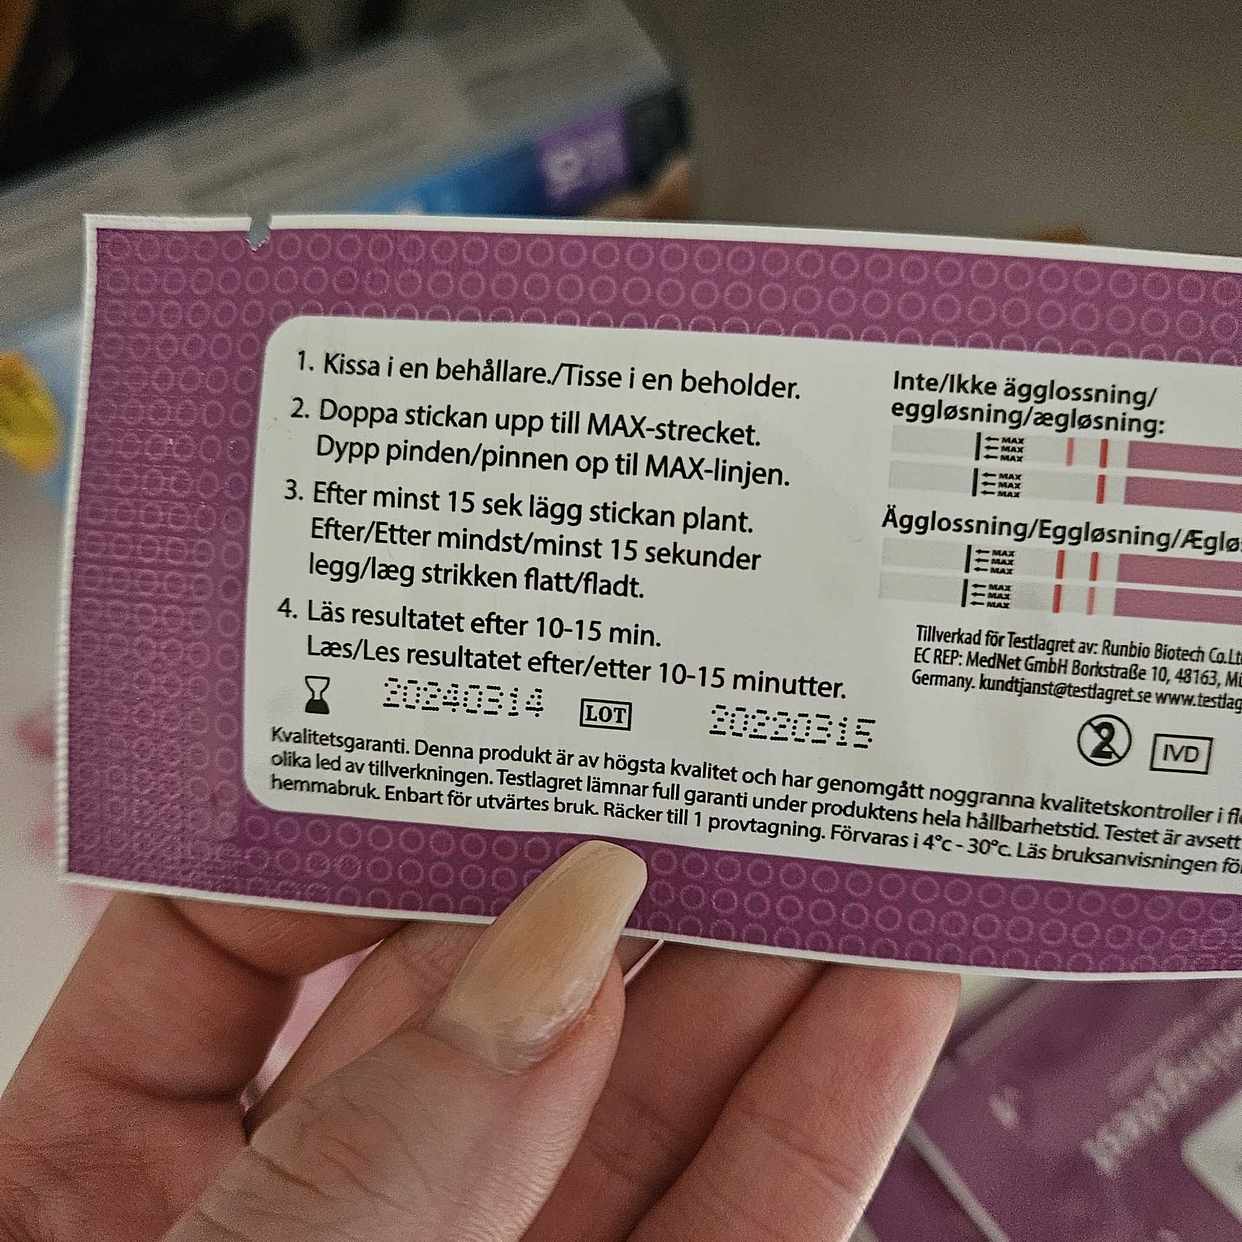 1. Kissa i en behållare./Tisse i en beholder.
2. Doppa stickan upp till MAX-strecket.
Dypp pinden/pinnen op til MAX-linjen.
3. Efter minst 15 sek lägg stickan plant.
Efter/Etter mindst/minst 15 sekunder
legg/læg strikken flatt/fladt.
4. Läs resultatet efter 10-15 min.
Læs/Les resultatet efter/etter 10-15 minutter.
20240314 LOT 20220315
Kvalitetsgaranti. Denna produkt är av högsta kvalitet och har genomgått noggranna kvalitetskontroller i
olika led av tillverkningen. Testlagret lämnar full garanti under produktens hela hållbarhetstid. Testet är avsett
hemmabruk. Enbart för utvärtes bruk. Räcker till 1 provtagning. Förvaras i 4°c - 30°c. Läs bruksanvisningen
Inte/Ikke ägglossning/
eggløsning/ægløsning:
MAX
MAX
MAX
MAX
MAX
MAX
Ägglossning/Eggløsning/Ægløs
MAX
MAX
MAX
MAX
MAX
MAX
Tillverkad för Testlagret av: Runbio Biotech Co.Lt
EC REP: MedNet GmbH Borkstraße 10, 48163, Mü
Germany. kundtjanst@testlagret.se www.testlag
2 IVD